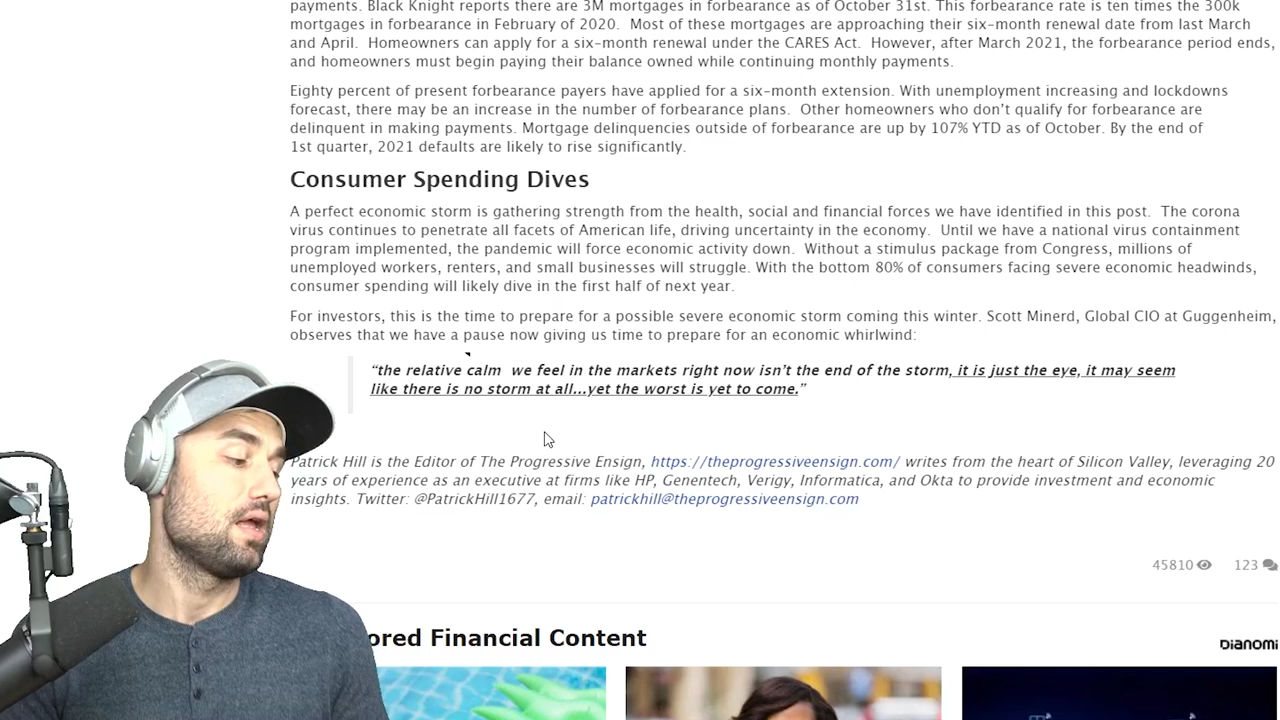 payments. Black Knight reports there are 3M mortgages in forbearance as of October 31st. This forbearance rate is ten times the 300k
mortgages in forbearance in February of 2020.  Most of these mortgages are approaching their six-month renewal date from last March
and April.  Homeowners can apply for a six-month renewal under the CARES Act.  However, after March 2021, the forbearance period ends,
and homeowners must begin paying their balance owned while continuing monthly payments.
Eighty percent of present forbearance payers have applied for a six-month extension. With unemployment increasing and lockdowns
forecast, there may be an increase in the number of forbearance plans.  Other homeowners who don’t qualify for forbearance are
delinquent in making payments. Mortgage delinquencies outside of forbearance are up by 107% YTD as of October. By the end of
1st quarter, 2021 defaults are likely to rise significantly.
Consumer Spending Dives
A perfect economic storm is gathering strength from the health, social and financial forces we have identified in this post.  The corona
virus continues to penetrate all facets of American life, driving uncertainty in the economy.  Until we have a national virus containment
program implemented, the pandemic will force economic activity down.  Without a stimulus package from Congress, millions of
unemployed workers, renters, and small businesses will struggle. With the bottom 80% of consumers facing severe economic headwinds,
consumer spending will likely dive in the first half of next year.
For investors, this is the time to prepare for a possible severe economic storm coming this winter. Scott Minerd, Global CIO at Guggenheim,
observes that we have a pause now giving us time to prepare for an economic whirlwind:
“the relative calm  we feel in the markets right now isn’t the end of the storm, it is just the eye, it may seem
like there is no storm at all...yet the worst is yet to come.”
Patrick Hill is the Editor of The Progressive Ensign, https://theprogressiveensign.com/ writes from the heart of Silicon Valley, leveraging 20
years of experience as an executive at firms like HP, Genentech, Verigy, Informatica, and Okta to provide investment and economic
insights. Twitter: @PatrickHill1677, email: patrickhill@theprogressiveensign.com
45810 123
ored Financial Content
Dianomi